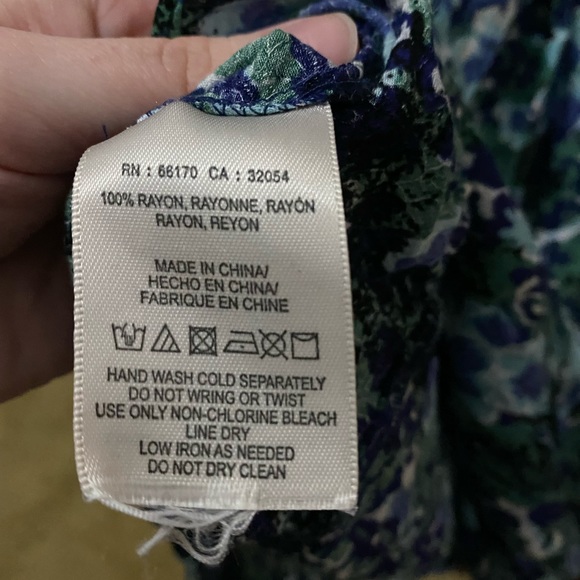 RN : 66170 CA : 32054
100% RAYON, RAYONNE, RAYÓN
RAYON, REYON
MADE IN CHINA/
HECHO EN CHINA/
FABRIQUE EN CHINE
HAND WASH COLD SEPARATELY
DO NOT WRING OR TWIST
USE ONLY NON-CHLORINE BLEACH
LINE DRY
LOW IRON AS NEEDED
DO NOT DRY CLEAN